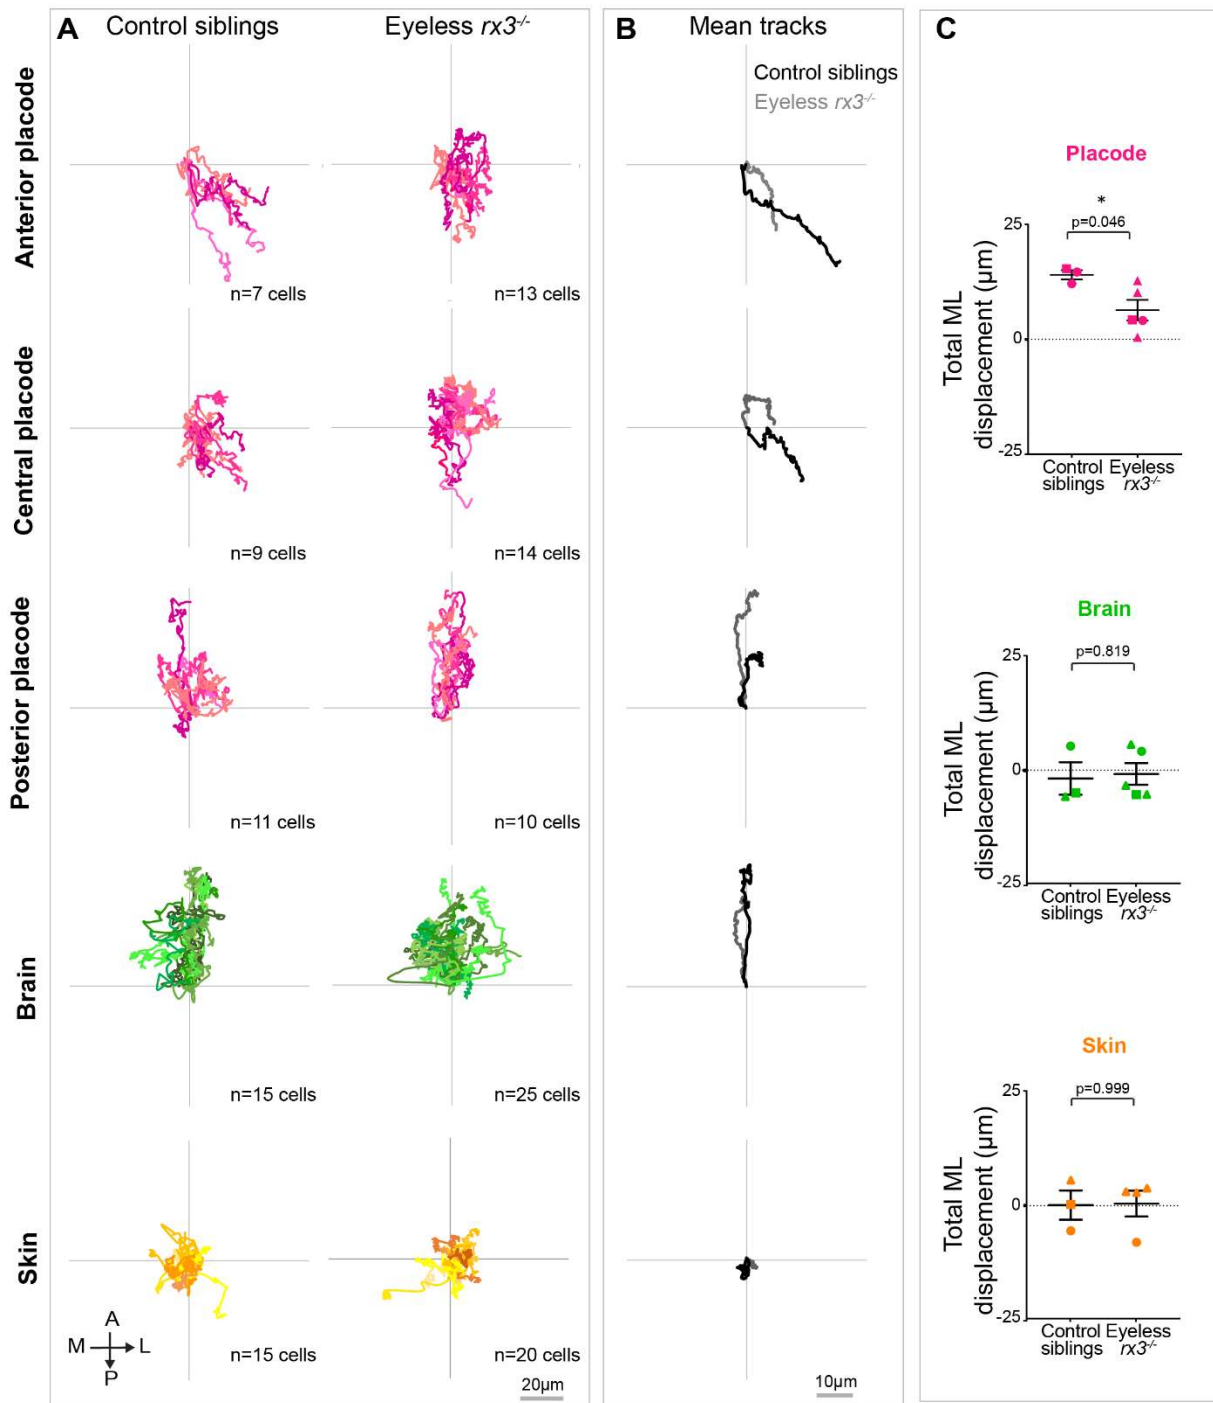 A
Control siblings
Eyeless rx3-/-
Anterior placode
n=7 cells
n=13 cells
Central placode
n=9 cells
n=14 cells
Posterior placode
n=11 cells
n=10 cells
Brain
n=15 cells
n=25 cells
Skin
A
M
L
P
n=15 cells
n=20 cells
20µm
B
Mean tracks
Control siblings
Eyeless rx3-/-
10µm
C
Placode
*
p=0.046
Total ML
displacement (µm)
25
0
-25
Control
siblings
Eyeless
rx3-/-
Brain
p=0.819
Total ML
displacement (µm)
25
0
-25
Control
siblings
Eyeless
rx3-/-
Skin
p=0.999
Total ML
displacement (µm)
25
0
-25
Control
siblings
Eyeless
rx3-/-